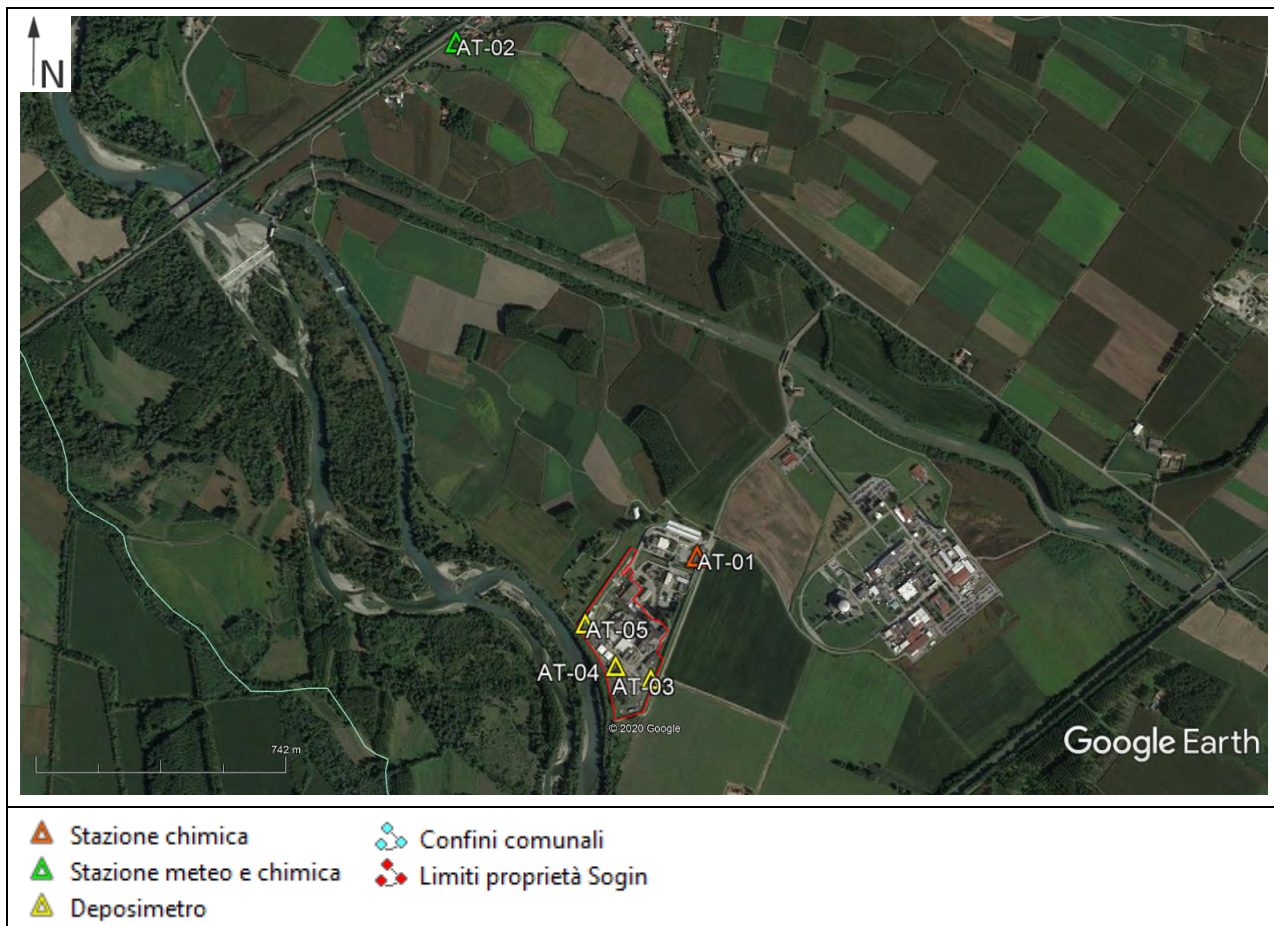 N
AT-02
AT-01
AT-05
AT-04
AT-03
© 2020 Google
742 m
Google Earth
Stazione chimica
Stazione meteo e chimica
Deposimetro
Confini comunali
Limiti proprietà Sogin